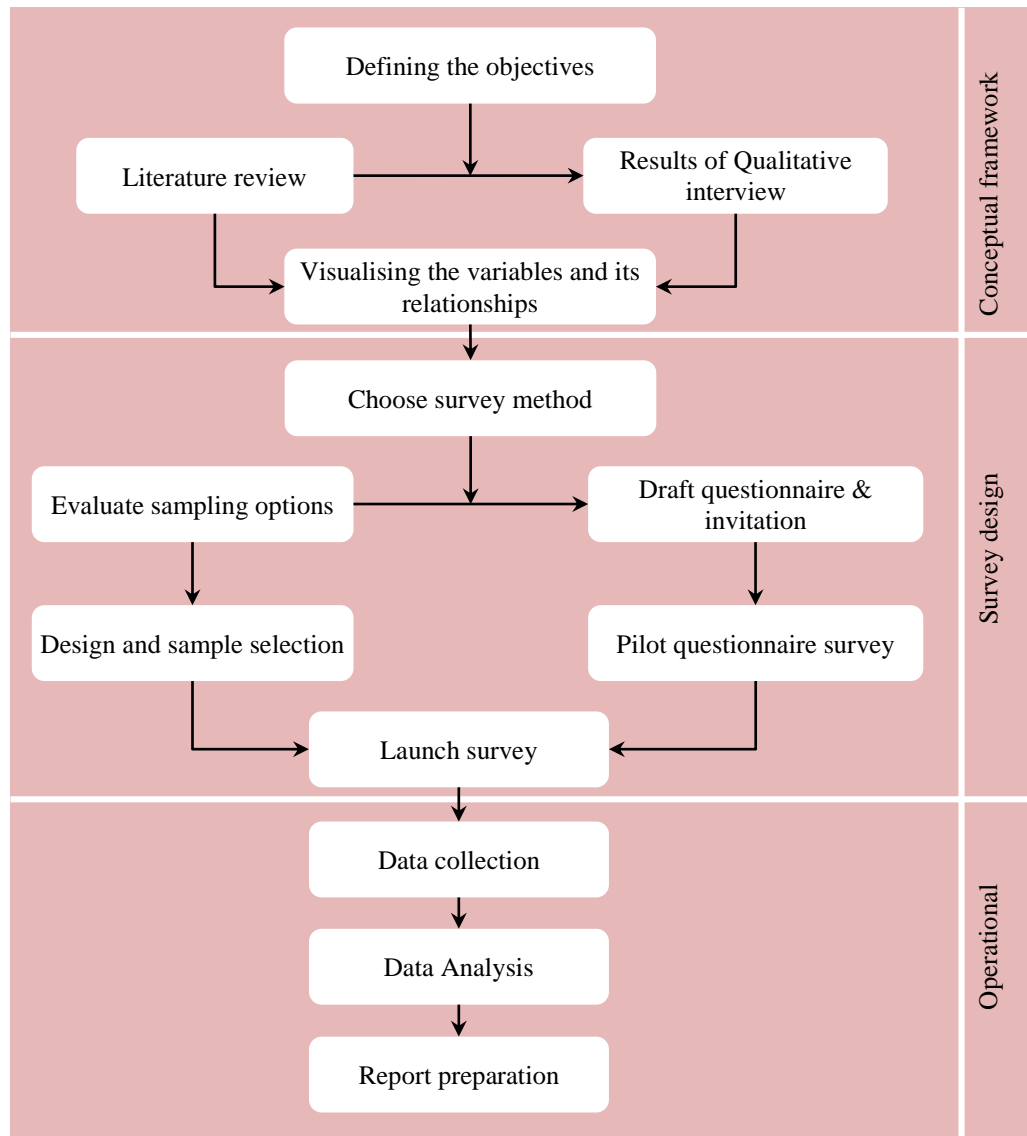 Defining the objectives
Literature review
Results of Qualitative
interview
Visualising the variables and its
relationships
Conceptual framework
Choose survey method
Evaluate sampling options
Draft questionnaire &
invitation
Design and sample selection
Pilot questionnaire survey
Launch survey
Survey design
Data collection
Data Analysis
Report preparation
Operational